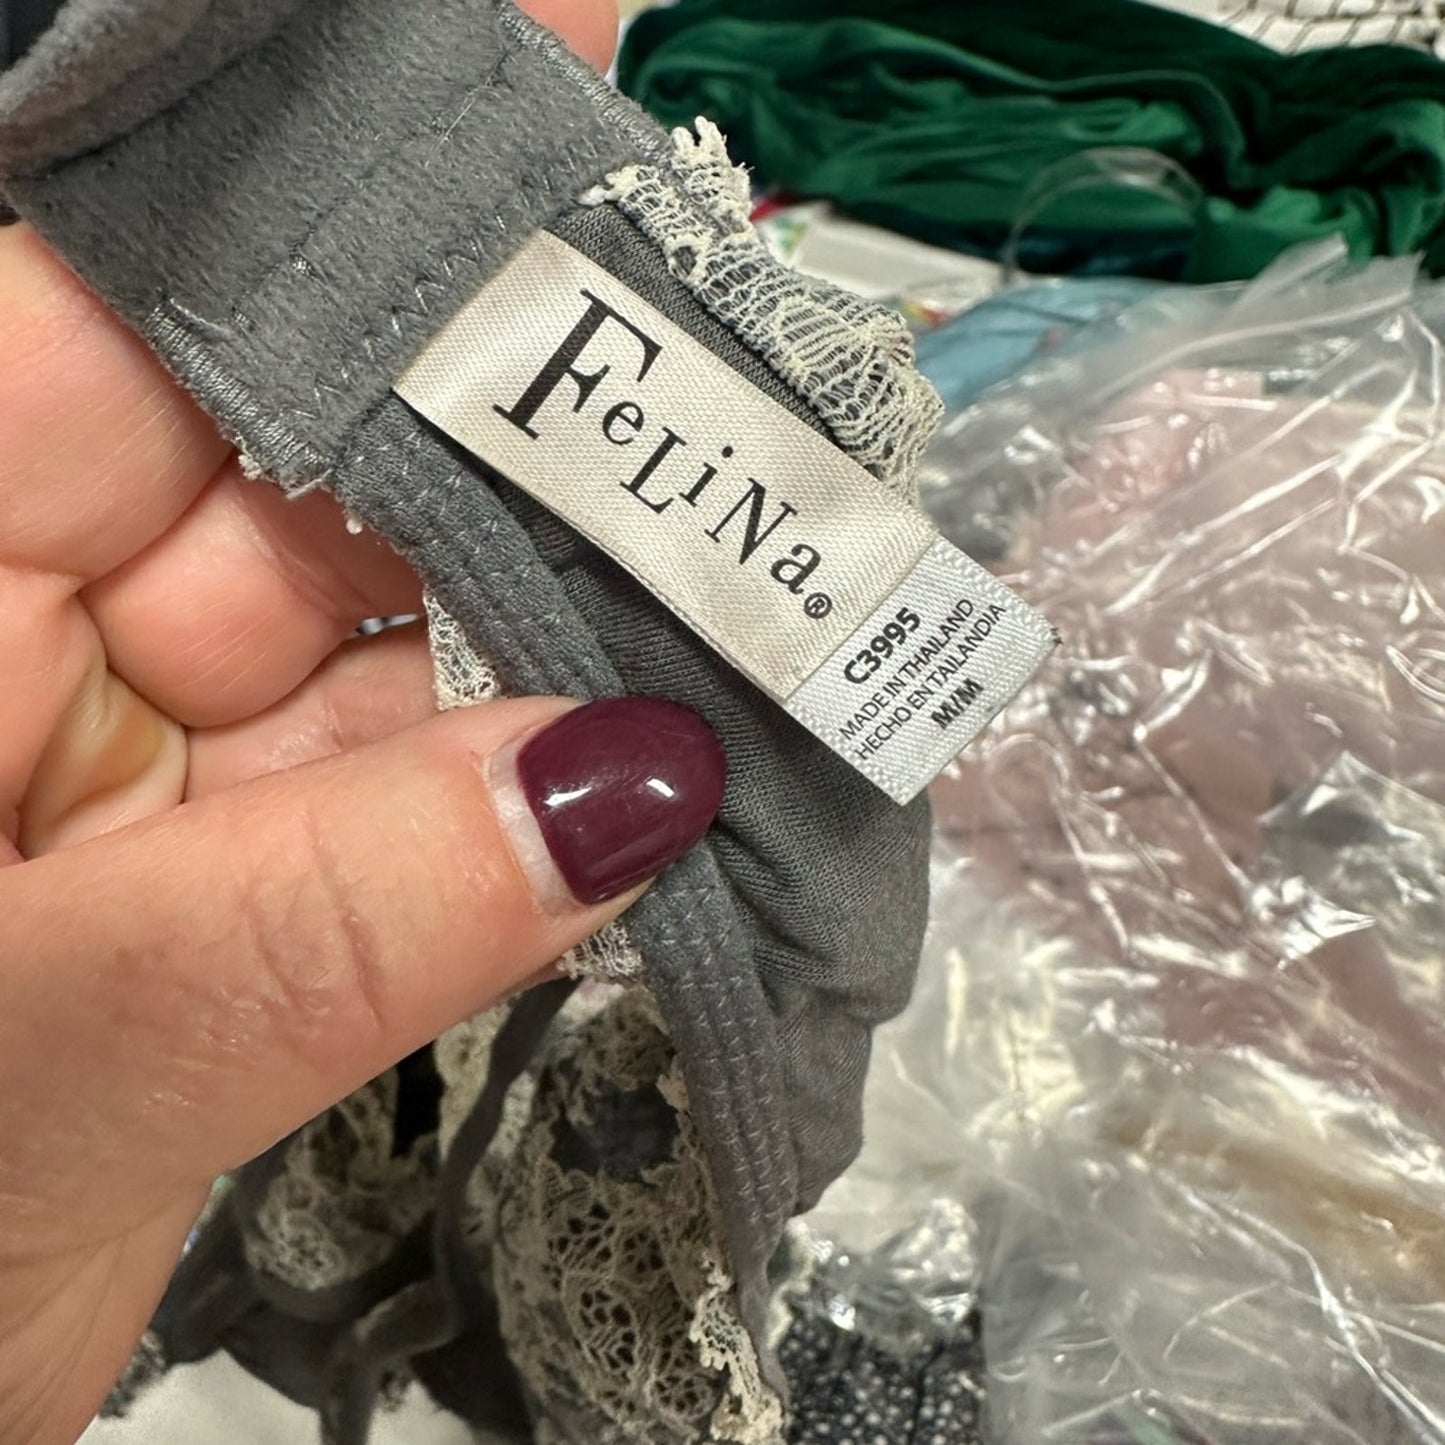 FeLiNa®
C3995
MADE IN THAILAND
HECHO EN TAILANDIA
M/M